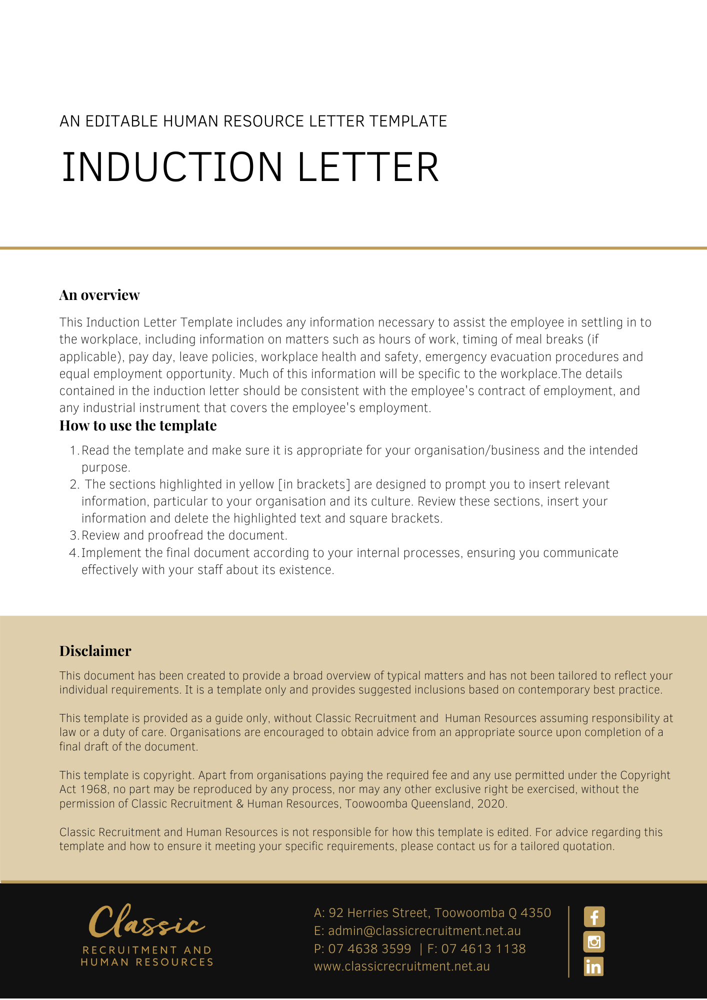 AN EDITABLE HUMAN RESOURCE LETTER TEMPLATE
INDUCTION LETTER
An overview
This Induction Letter Template includes any information necessary to assist the employee in settling in to
the workplace, including information on matters such as hours of work, timing of meal breaks (if
applicable), pay day, leave policies, workplace health and safety, emergency evacuation procedures and
equal employment opportunity. Much of this information will be specific to the workplace.The details
contained in the induction letter should be consistent with the employee's contract of employment, and
any industrial instrument that covers the employee's employment.
How to use the template
1. Read the template and make sure it is appropriate for your organisation/business and the intended
purpose.
2. The sections highlighted in yellow [in brackets] are designed to prompt you to insert relevant
information, particular to your organisation and its culture. Review these sections, insert your
information and delete the highlighted text and square brackets.
3. Review and proofread the document.
4. Implement the final document according to your internal processes, ensuring you communicate
effectively with your staff about its existence.
Disclaimer
This document has been created to provide a broad overview of typical matters and has not been tailored to reflect your
individual requirements. It is a template only and provides suggested inclusions based on contemporary best practice.
This template is provided as a guide only, without Classic Recruitment and Human Resources assuming responsibility at
law or a duty of care. Organisations are encouraged to obtain advice from an appropriate source upon completion of a
final draft of the document.
This template is copyright. Apart from organisations paying the required fee and any use permitted under the Copyright
Act 1968, no part may be reproduced by any process, nor may any other exclusive right be exercised, without the
permission of Classic Recruitment & Human Resources, Toowoomba Queensland, 2020.
Classic Recruitment and Human Resources is not responsible for how this template is edited. For advice regarding this
template and how to ensure it meeting your specific requirements, please contact us for a tailored quotation.
Classic
RECRUITMENT AND
HUMAN RESOURCES
A: 92 Herries Street, Toowoomba Q 4350
E: admin@classicrecruitment.net.au
P: 07 4638 3599 | F: 07 4613 1138
www.classicrecruitment.net.au